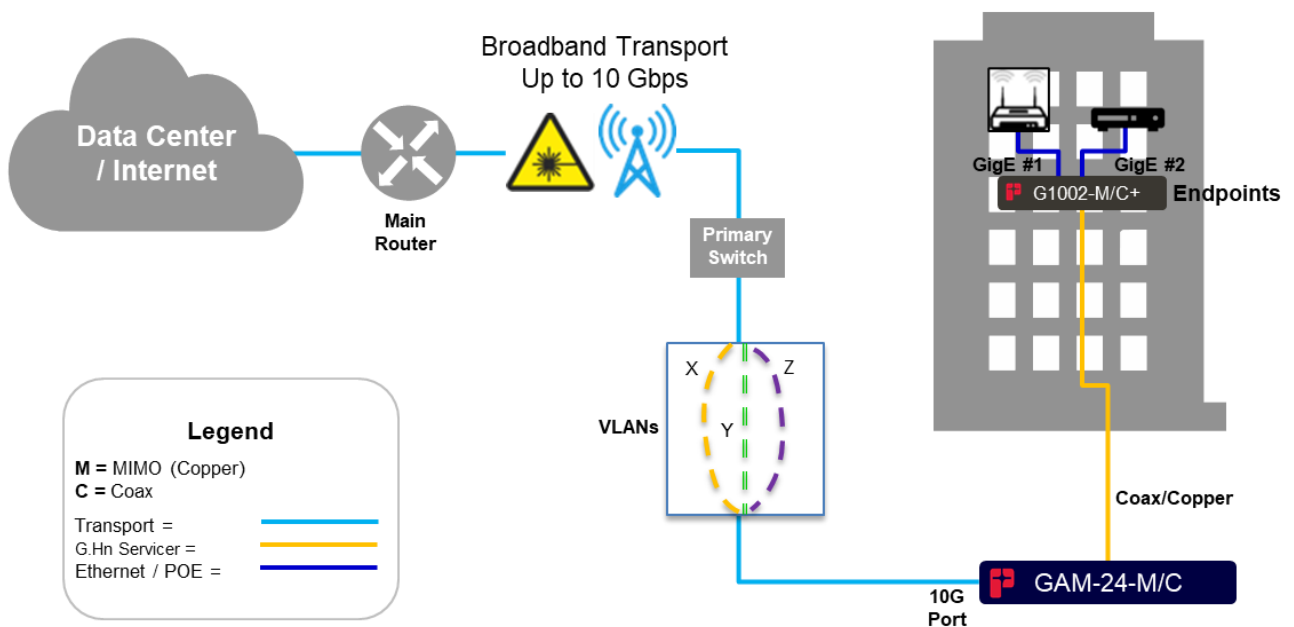 Broadband Transport
Up to 10 Gbps
Data Center
/ Internet
Main
Router
Primary
Switch
GigE #1
GigE #2
G1002-M/C+
Endpoints
X
Z
Y
VLANs
Legend
M = MIMO (Copper)
C = Coax
Transport =
G.Hn Servicer =
Ethernet / POE =
Coax/Copper
10G
Port
GAM-24-M/C